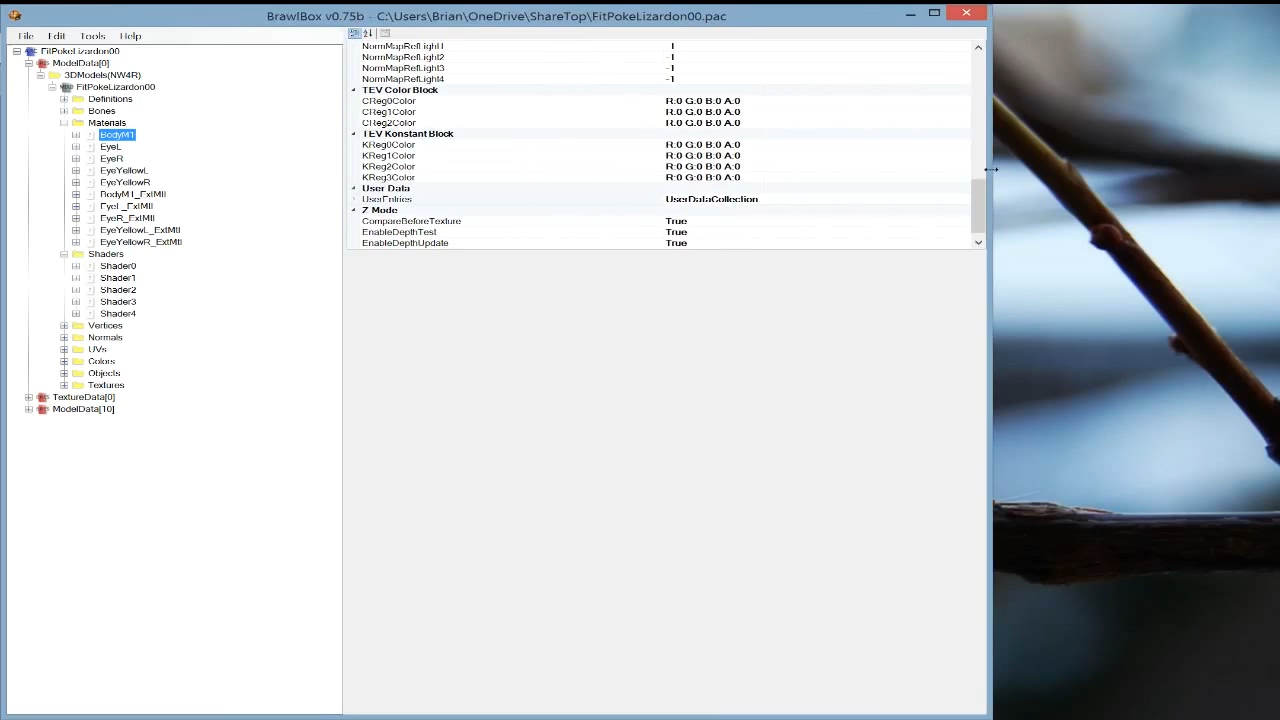 BrawlBox v0.75b - C:\Users\Brian\OneDrive\ShareTop\FitPokeLizardon00.pac
File Edit Tools Help
FitPokeLizardon00
ModelData[0]
3DModels(NW4R)
FitPokeLizardon00
Definitions
Bones
Materials
BodyM1
EyeL
EyeR
EyeYellowL
EyeYellowR
BodyM1_ExtMtl
EyeL_ExtMtl
EyeR_ExtMtl
EyeYellowL_ExtMtl
EyeYellowR_ExtMtl
Shaders
Shader0
Shader1
Shader2
Shader3
Shader4
Vertices
Normals
UVs
Colors
Objects
Textures
TextureData[0]
ModelData[10]
NormMapRefLight1 -1
NormMapRefLight2 -1
NormMapRefLight3 -1
NormMapRefLight4 -1
TEV Color Block
CReg0Color R:0 G:0 B:0 A:0
CReg1Color R:0 G:0 B:0 A:0
CReg2Color R:0 G:0 B:0 A:0
TEV Konstant Block
KReg0Color R:0 G:0 B:0 A:0
KReg1Color R:0 G:0 B:0 A:0
KReg2Color R:0 G:0 B:0 A:0
KReg3Color R:0 G:0 B:0 A:0
User Data
UserEntries UserDataCollection
Z Mode
CompareBeforeTexture True
EnableDepthTest True
EnableDepthUpdate True